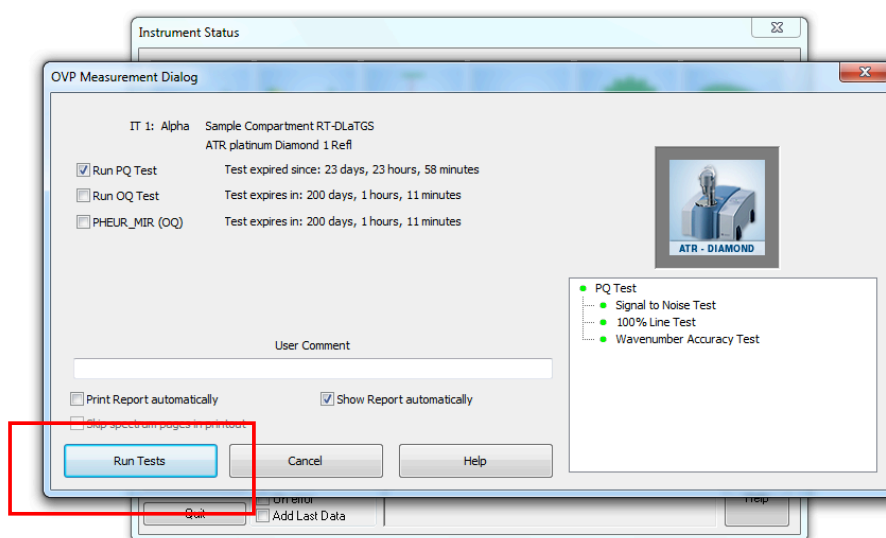 Instrument Status
OVP Measurement Dialog
IT 1: Alpha Sample Compartment RT-DLaTGS
ATR platinum Diamond 1 Refl
Run PQ Test Test expired since: 23 days, 23 hours, 58 minutes
Run OQ Test Test expires in: 200 days, 1 hours, 11 minutes
PHEUR_MIR (OQ) Test expires in: 200 days, 1 hours, 11 minutes
ATR - DIAMOND
PQ Test
Signal to Noise Test
100% Line Test
Wavenumber Accuracy Test
User Comment
Print Report automatically Show Report automatically
Skip spectrum pages in printout
Run Tests Cancel Help
On error
Quit Add Last Data Help